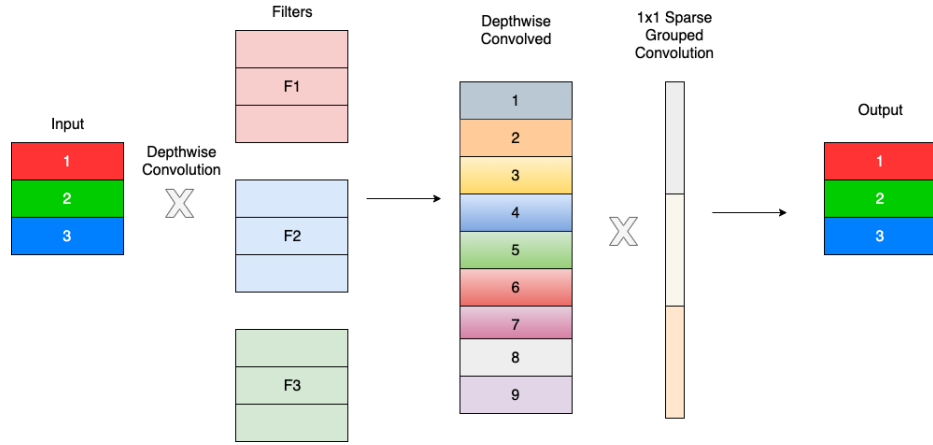 Input
1
2
3
Depthwise
Convolution
X
Filters
F1
F2
F3
Depthwise
Convolved
1
2
3
4
5
6
7
8
9
X
1x1 Sparse
Grouped
Convolution
Output
1
2
3